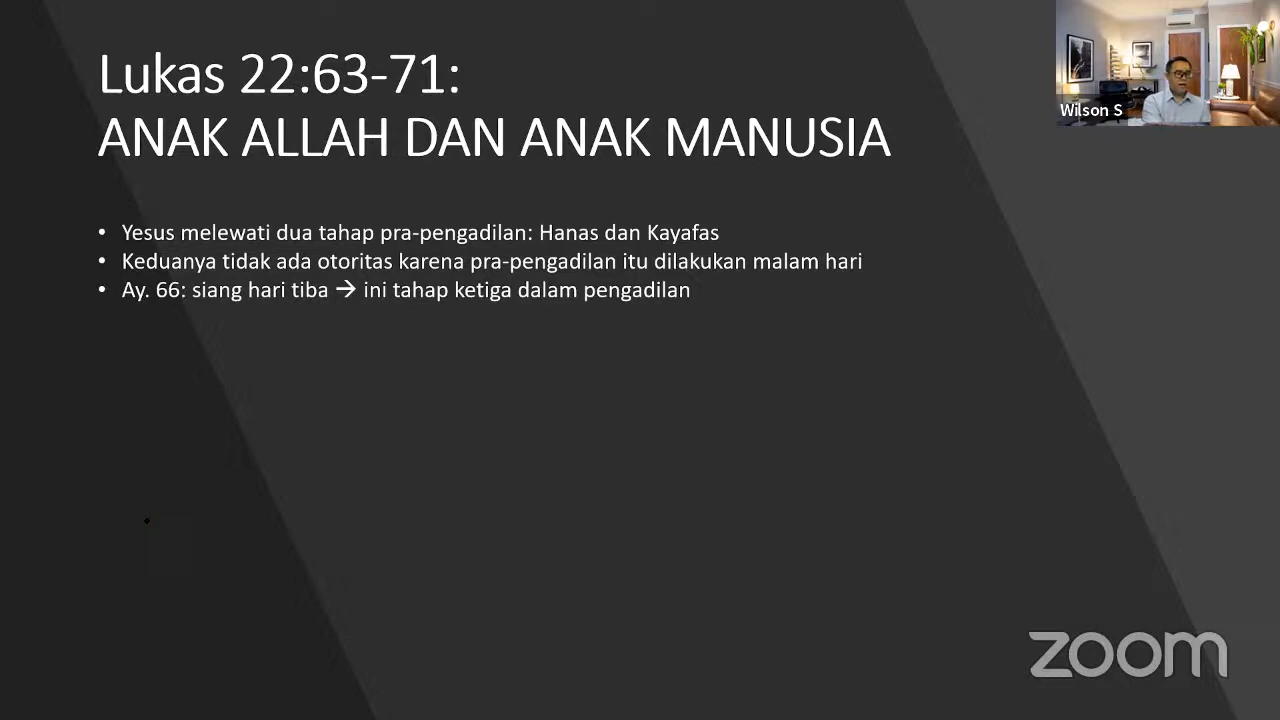 Lukas 22:63-71:
ANAK ALLAH DAN ANAK MANUSIA
Wilson S
• Yesus melewati dua tahap pra-pengadilan: Hanas dan Kayafas
• Keduanya tidak ada otoritas karena pra-pengadilan itu dilakukan malam hari
• Ay. 66: siang hari tiba → ini tahap ketiga dalam pengadilan
zoom